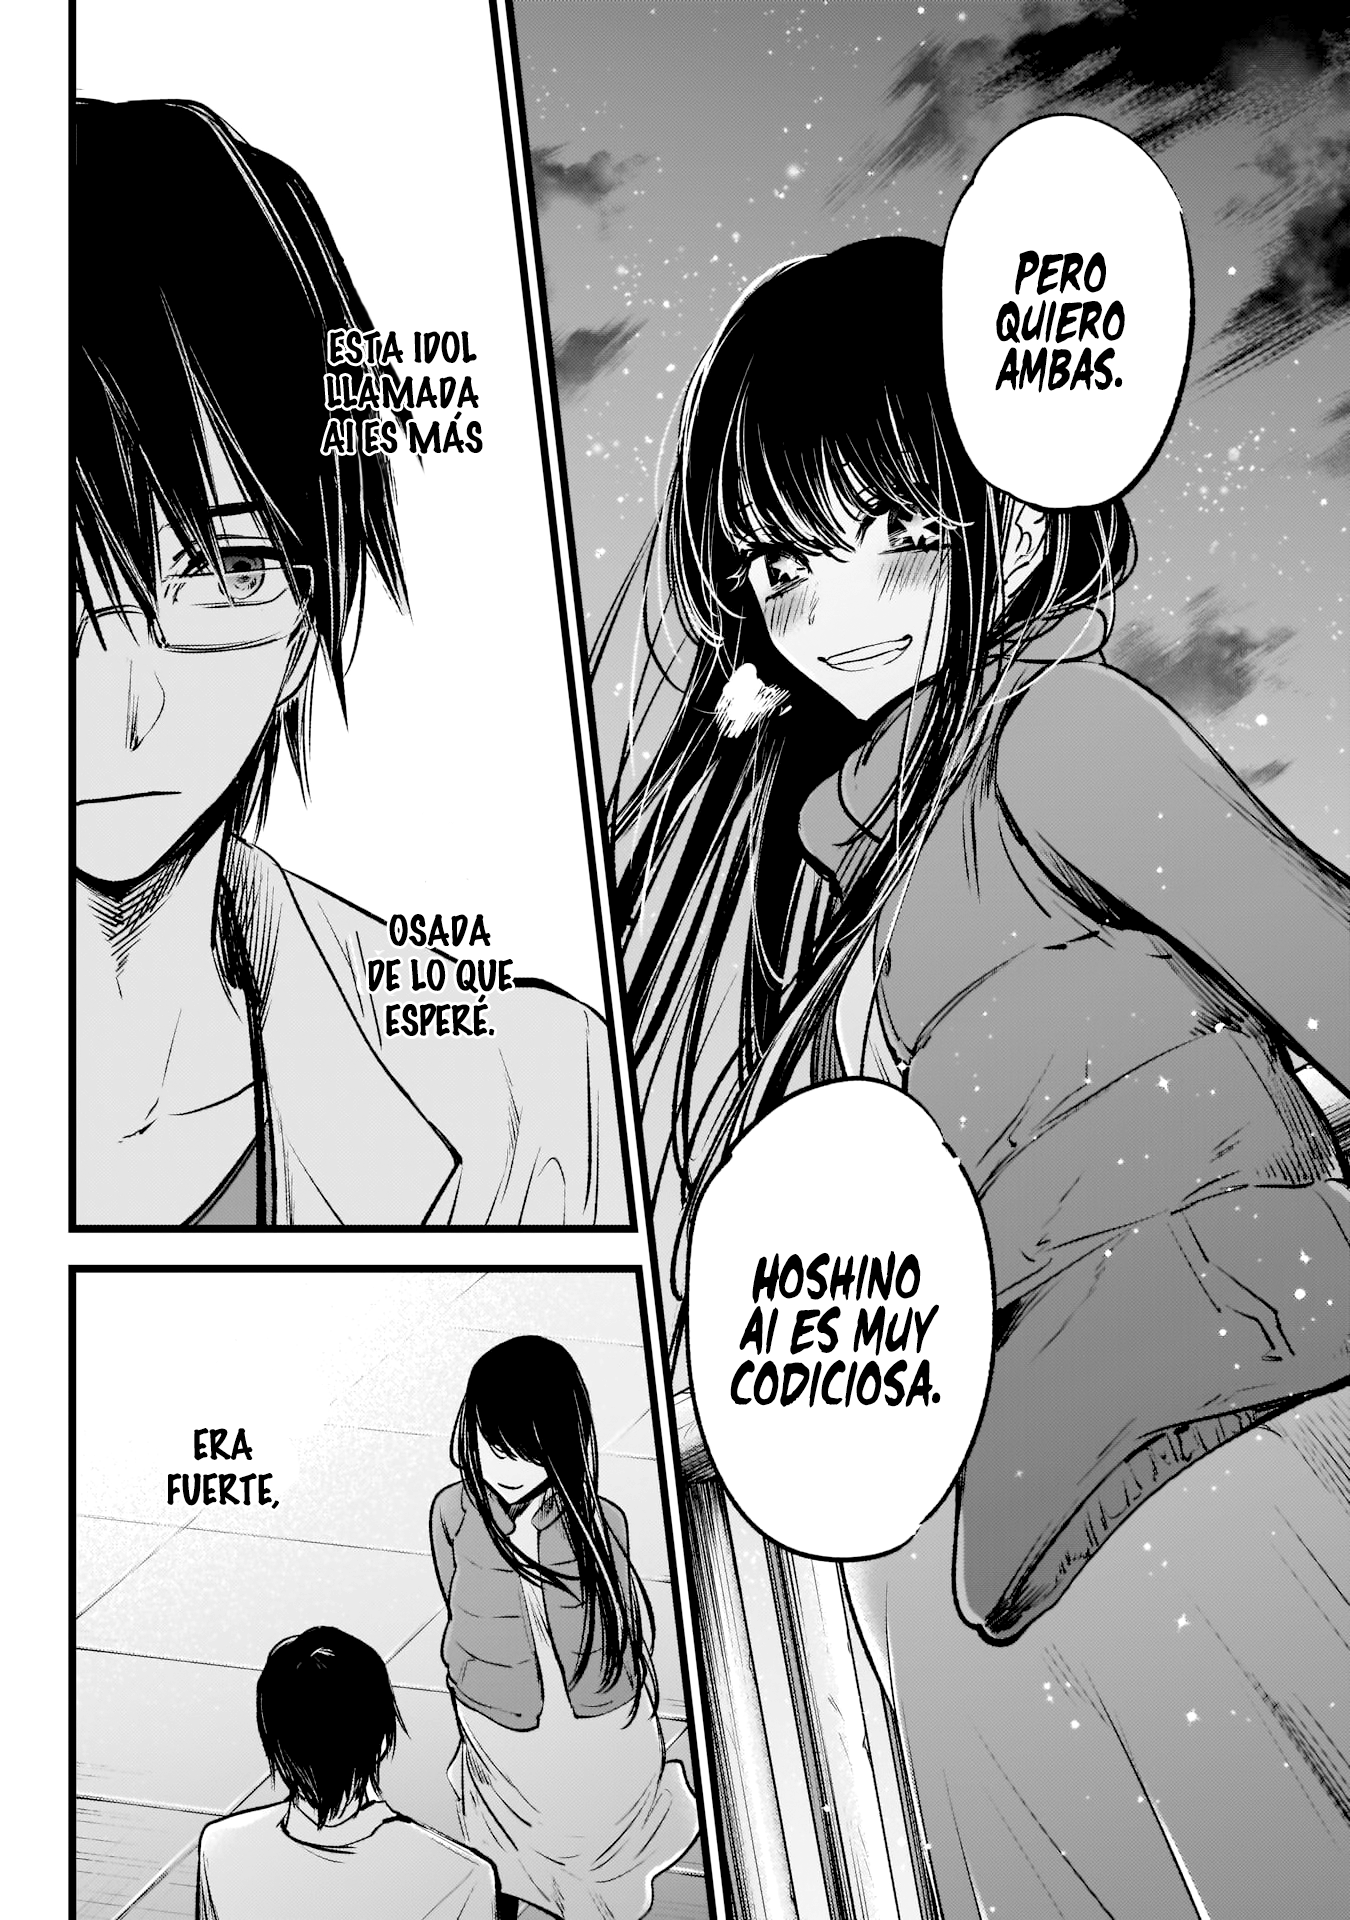 PERO
QUIERO
AMBAS.
HOSHINO
AI ES MUY
CODICIOSA.
ESTA IDOL
LLAMADA
AI ES MÁS
OSADA
DE LO QUE
ESPERÉ.
ERA
FUERTE,